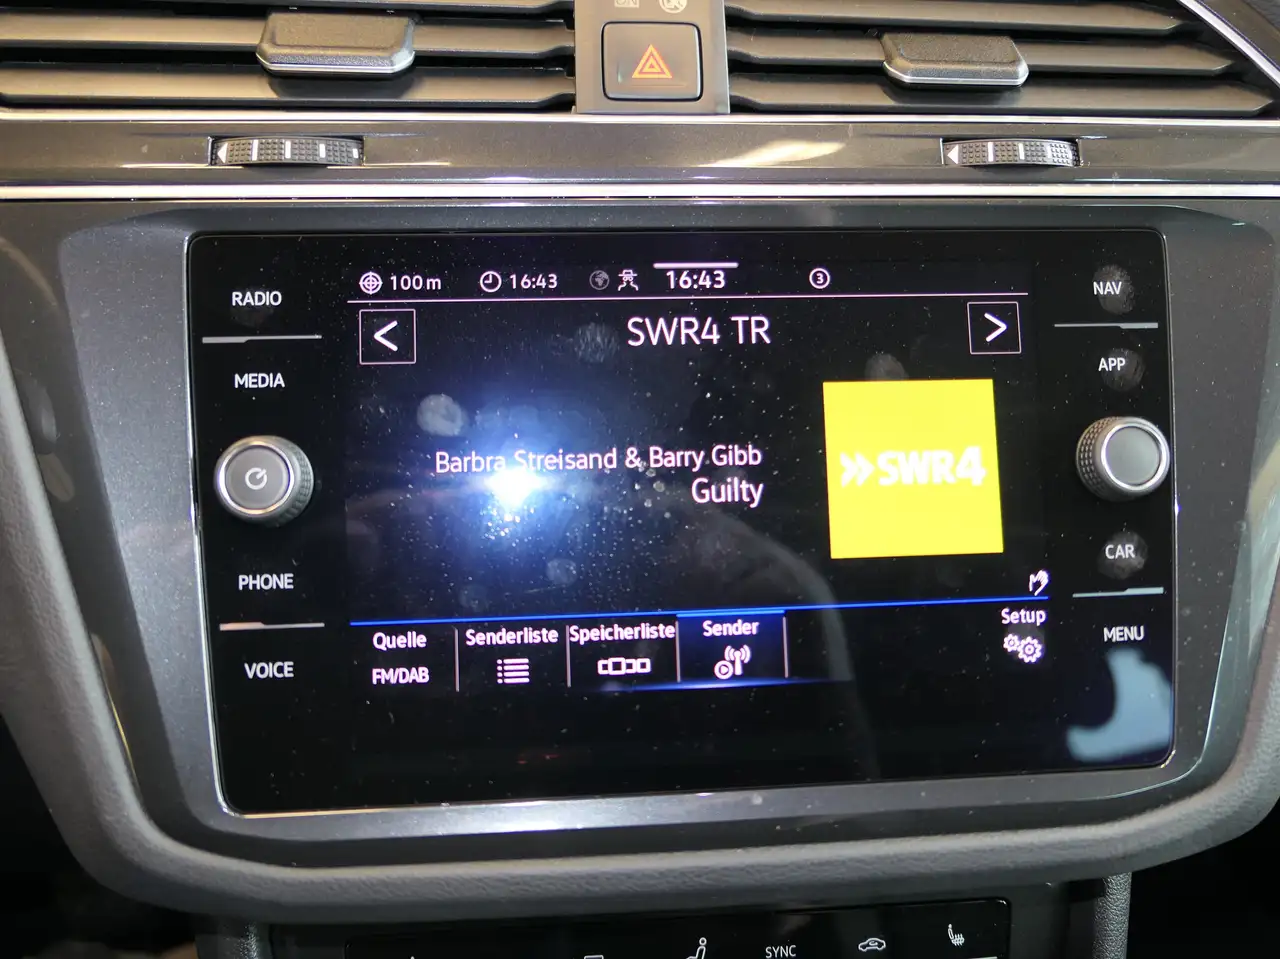 RADIO
MEDIA
PHONE
VOICE
100 m
16:43
16:43
3
SWR4 TR
Barbra Streisand & Barry Gibb
Guilty
SWR4
Quelle
FM/DAB
Senderliste
Speicherliste
Sender
Setup
NAV
APP
CAR
MENU
SYNC